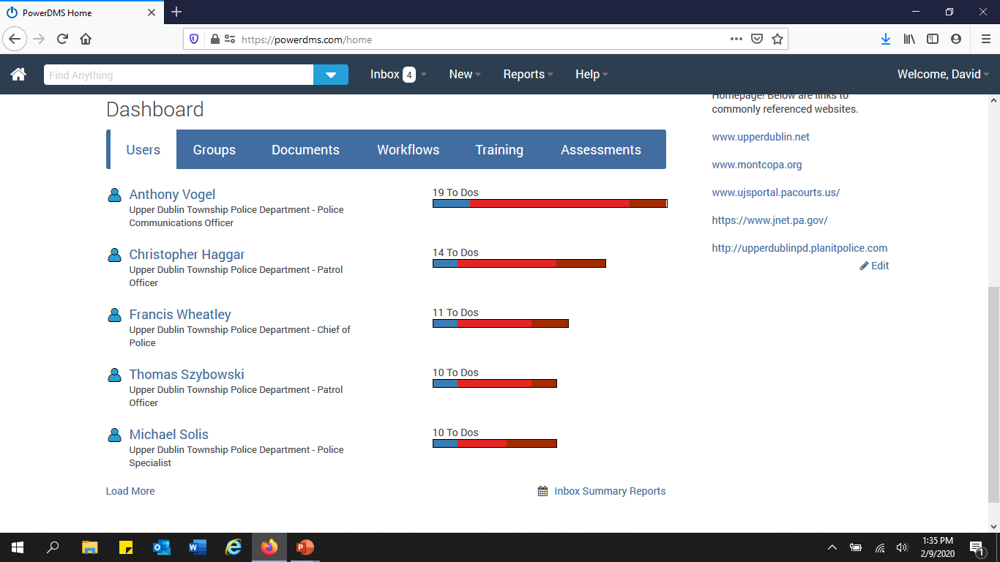 PowerDMS Home
https://powerdms.com/home
Find Anything
Inbox 4
New
Reports
Help
Welcome, David
Dashboard
Users
Groups
Documents
Workflows
Training
Assessments
Anthony Vogel
Upper Dublin Township Police Department - Police
Communications Officer
19 To Dos
Christopher Haggar
Upper Dublin Township Police Department - Patrol
Officer
14 To Dos
Francis Wheatley
Upper Dublin Township Police Department - Chief of
Police
11 To Dos
Thomas Szybowski
Upper Dublin Township Police Department - Patrol
Officer
10 To Dos
Michael Solis
Upper Dublin Township Police Department - Police
Specialist
10 To Dos
Load More
Inbox Summary Reports
Homepage! Below are links to
commonly referenced websites.
www.upperdublin.net
www.montcopa.org
www.ujsportal.pacourts.us/
https://www.jnet.pa.gov/
http://upperdublinpd.planitpolice.com
Edit
1:35 PM
2/9/2020
1